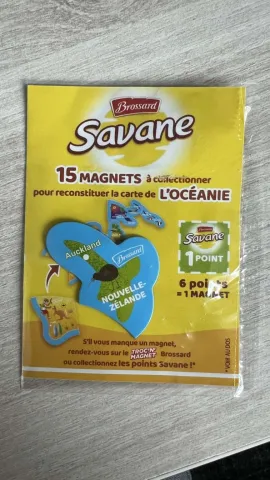 Brossard
Savane
15 MAGNETS à collectionner
pour reconstituer la carte de L'OCÉANIE
Auckland
Brossard
NOUVELLE-
ZÉLANDE
Savane
1 POINT
6 points
= 1 MAGNET
S'il vous manque un magnet,
rendez-vous sur le TROC'N'MAGNET Brossard
ou collectionnez les points Savane !*